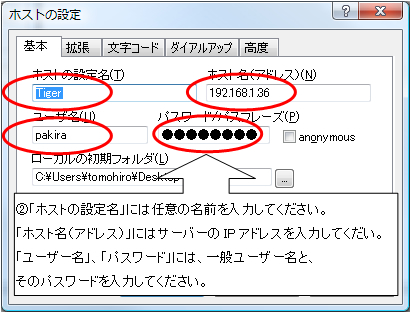 ホストの設定
基本 拡張 文字コード ダイアルアップ 高度
ホストの設定名(T) ホスト名(アドレス)(N)
Tiger 192.168.1.36
ユーザ名(U) パスワード/パスフレーズ(P)
pakira ●●●●●●●● anonymous
ローカルの初期フォルダ(L)
C:¥Users¥tomohiro¥Desktop ...
②「ホストの設定名」には任意の名前を入力してください。
「ホスト名(アドレス)」にはサーバーの IP アドレスを入力してくだい。
「ユーザー名」、「パスワード」には、一般ユーザー名と、
そのパスワードを入力してください。